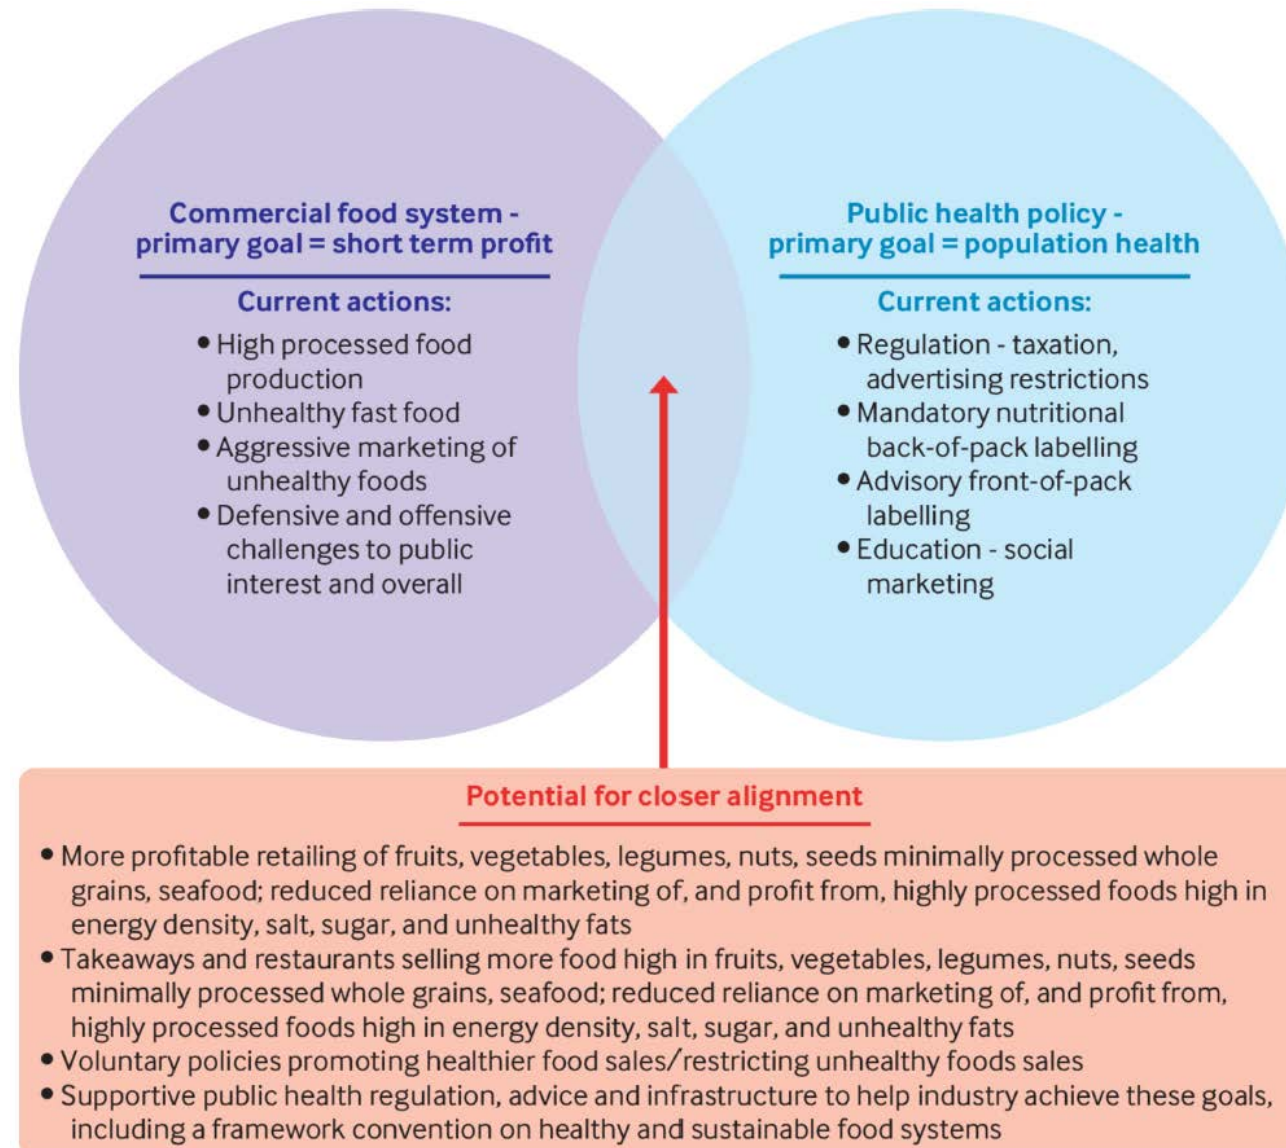 Commercial food system -
primary goal = short term profit
Current actions:
• High processed food
production
• Unhealthy fast food
• Aggressive marketing of
unhealthy foods
• Defensive and offensive
challenges to public
interest and overall
Public health policy -
primary goal = population health
Current actions:
• Regulation - taxation,
advertising restrictions
• Mandatory nutritional
back-of-pack labelling
• Advisory front-of-pack
labelling
• Education - social
marketing
Potential for closer alignment
• More profitable retailing of fruits, vegetables, legumes, nuts, seeds minimally processed whole
grains, seafood; reduced reliance on marketing of, and profit from, highly processed foods high in
energy density, salt, sugar, and unhealthy fats
• Takeaways and restaurants selling more food high in fruits, vegetables, legumes, nuts, seeds
minimally processed whole grains, seafood; reduced reliance on marketing of, and profit from,
highly processed foods high in energy density, salt, sugar, and unhealthy fats
• Voluntary policies promoting healthier food sales/restricting unhealthy foods sales
• Supportive public health regulation, advice and infrastructure to help industry achieve these goals,
including a framework convention on healthy and sustainable food systems